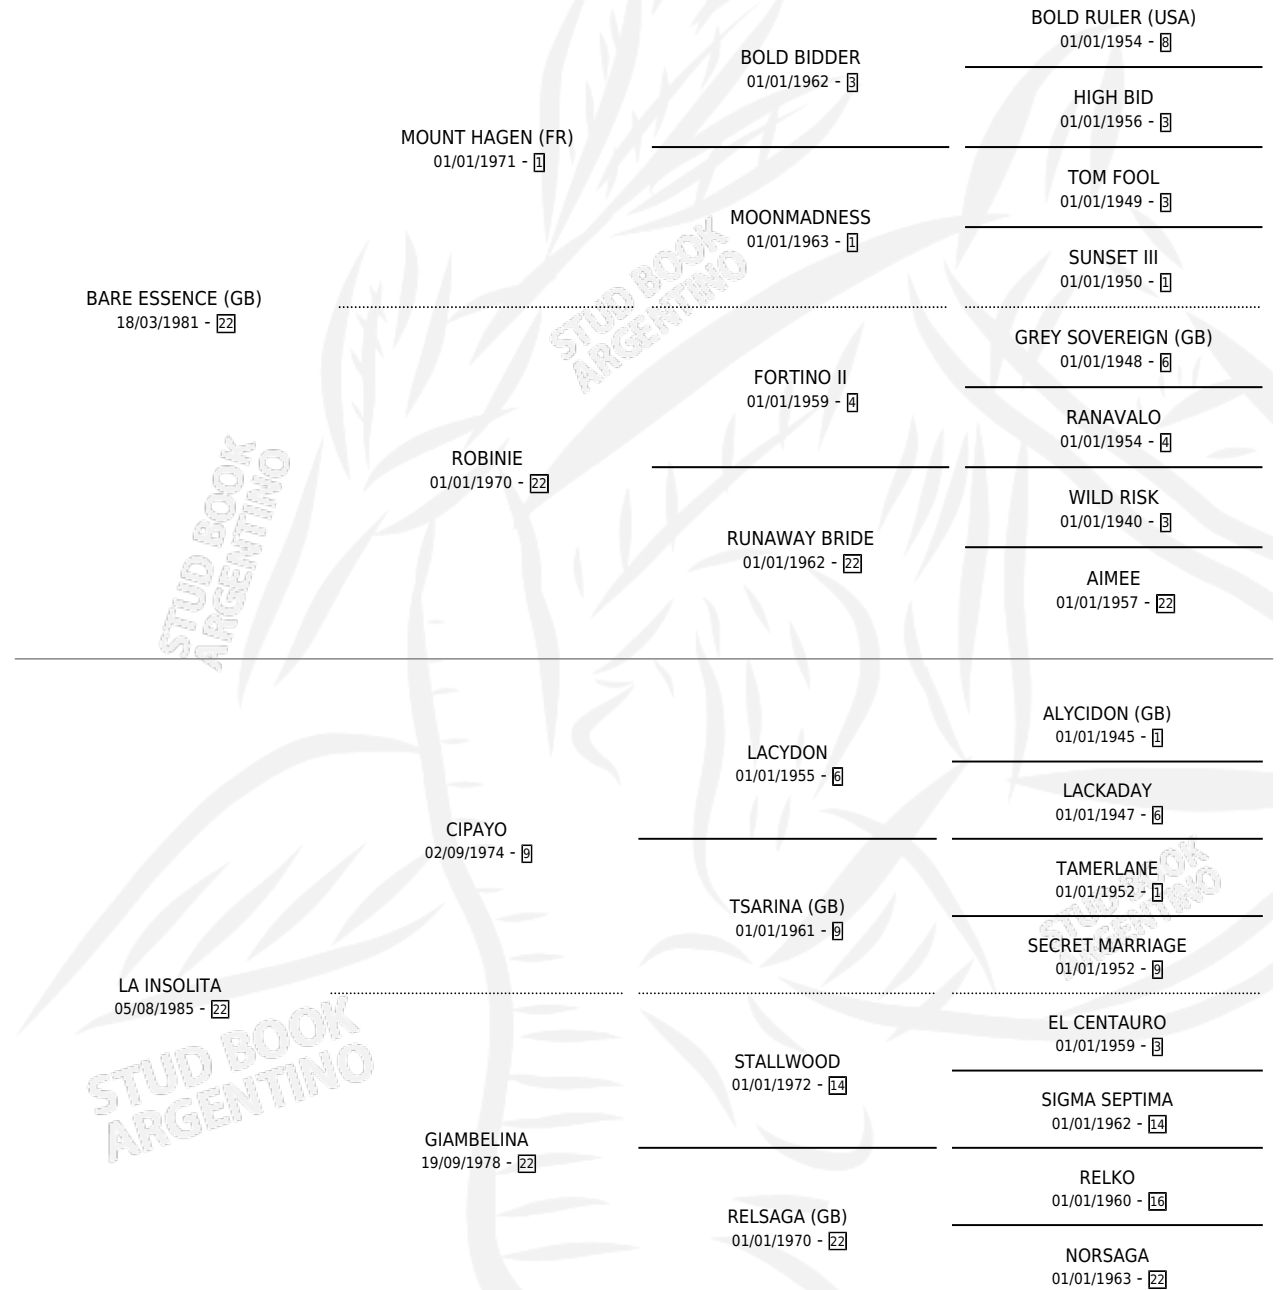 BOLD RULER (USA)
01/01/1954 - 8
BOLD BIDDER
01/01/1962 - 3
HIGH BID
01/01/1956 - 3
MOUNT HAGEN (FR)
01/01/1971 - 1
TOM FOOL
01/01/1949 - 3
MOONMADNESS
01/01/1963 - 1
SUNSET III
01/01/1950 - 1
BARE ESSENCE (GB)
18/03/1981 - 22
GREY SOVEREIGN (GB)
01/01/1948 - 6
FORTINO II
01/01/1959 - 4
RANAVALO
01/01/1954 - 4
ROBINIE
01/01/1970 - 22
WILD RISK
01/01/1940 - 3
RUNAWAY BRIDE
01/01/1962 - 22
AIMEE
01/01/1957 - 22
STUD BOOK
ARGENTINO
STUD BOOK
ARGENTINO
ALYCIDON (GB)
01/01/1945 - 1
LACYDON
01/01/1955 - 6
LACKADAY
01/01/1947 - 6
CIPAYO
02/09/1974 - 9
TAMERLANE
01/01/1952 - 1
TSARINA (GB)
01/01/1961 - 9
SECRET MARRIAGE
01/01/1952 - 9
STUD BOOK
ARGENTINO
LA INSOLITA
05/08/1985 - 22
EL CENTAURO
01/01/1959 - 3
STALLWOOD
01/01/1972 - 14
SIGMA SEPTIMA
01/01/1962 - 14
GIAMBELINA
19/09/1978 - 22
RELKO
01/01/1960 - 16
RELSAGA (GB)
01/01/1970 - 22
NORSAGA
01/01/1963 - 22
STUD BOOK
ARGENTINO